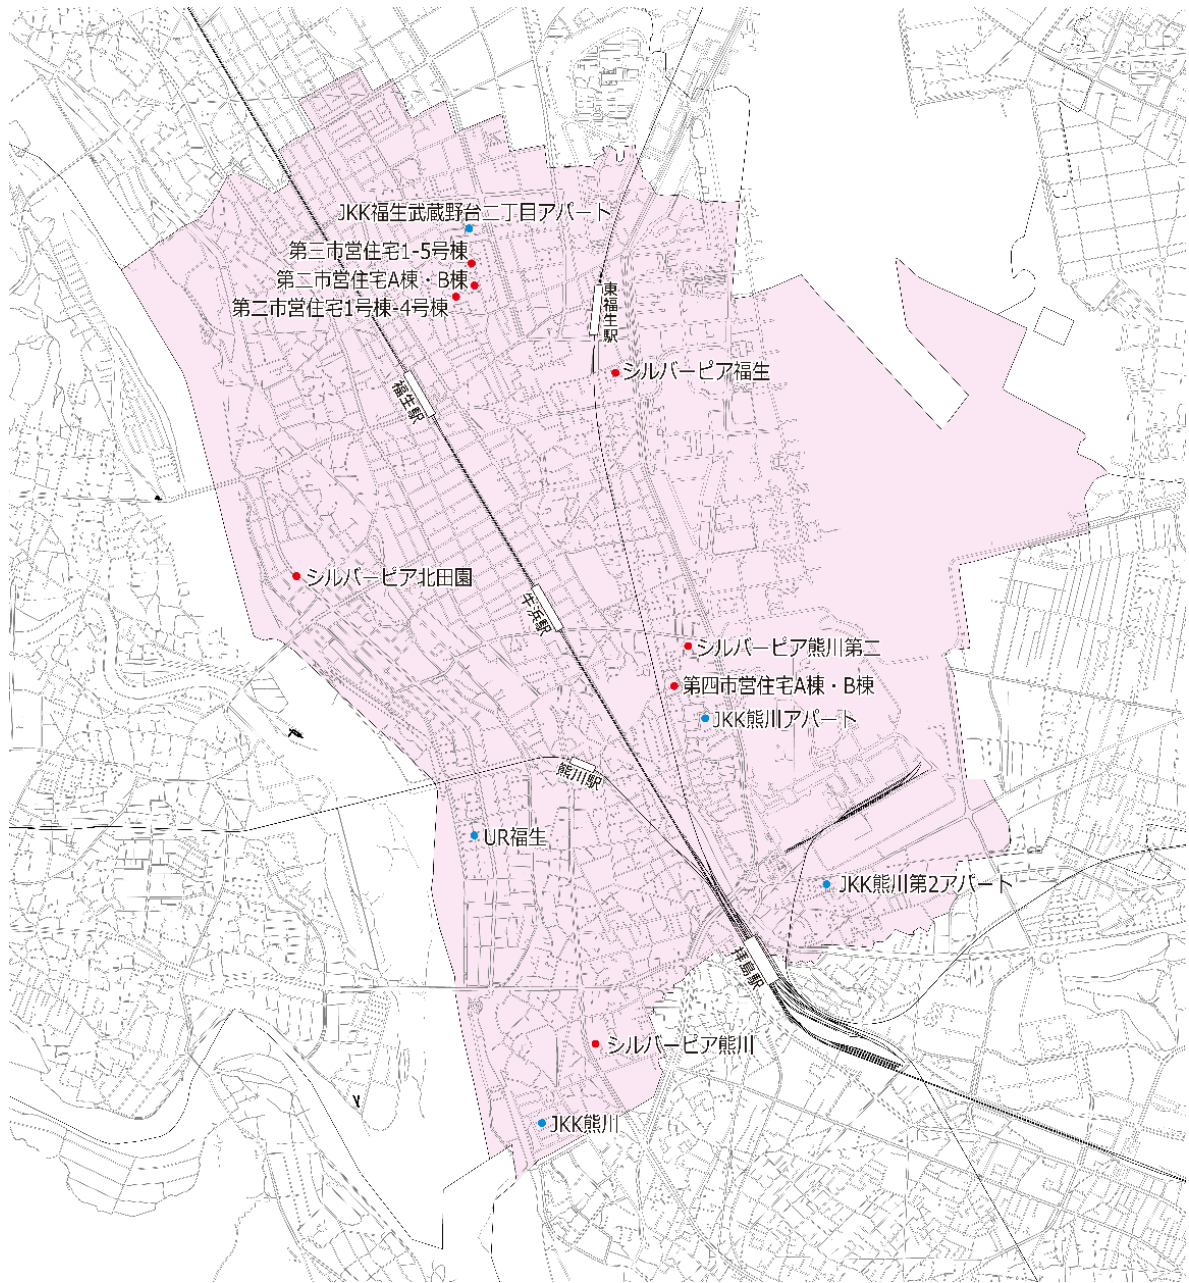 JKK福生武蔵野台二丁目アパート
第三市営住宅1-5号棟
第二市営住宅A棟・B棟
第二市営住宅1号棟-4号棟
東福生駅
シルバーピア福生
福生駅
シルバーピア北田園
牛浜駅
シルバーピア熊川第二
第四市営住宅A棟・B棟
JKK熊川アパート
熊川駅
UR福生
JKK熊川第2アパート
拝島駅
シルバーピア熊川
JKK熊川